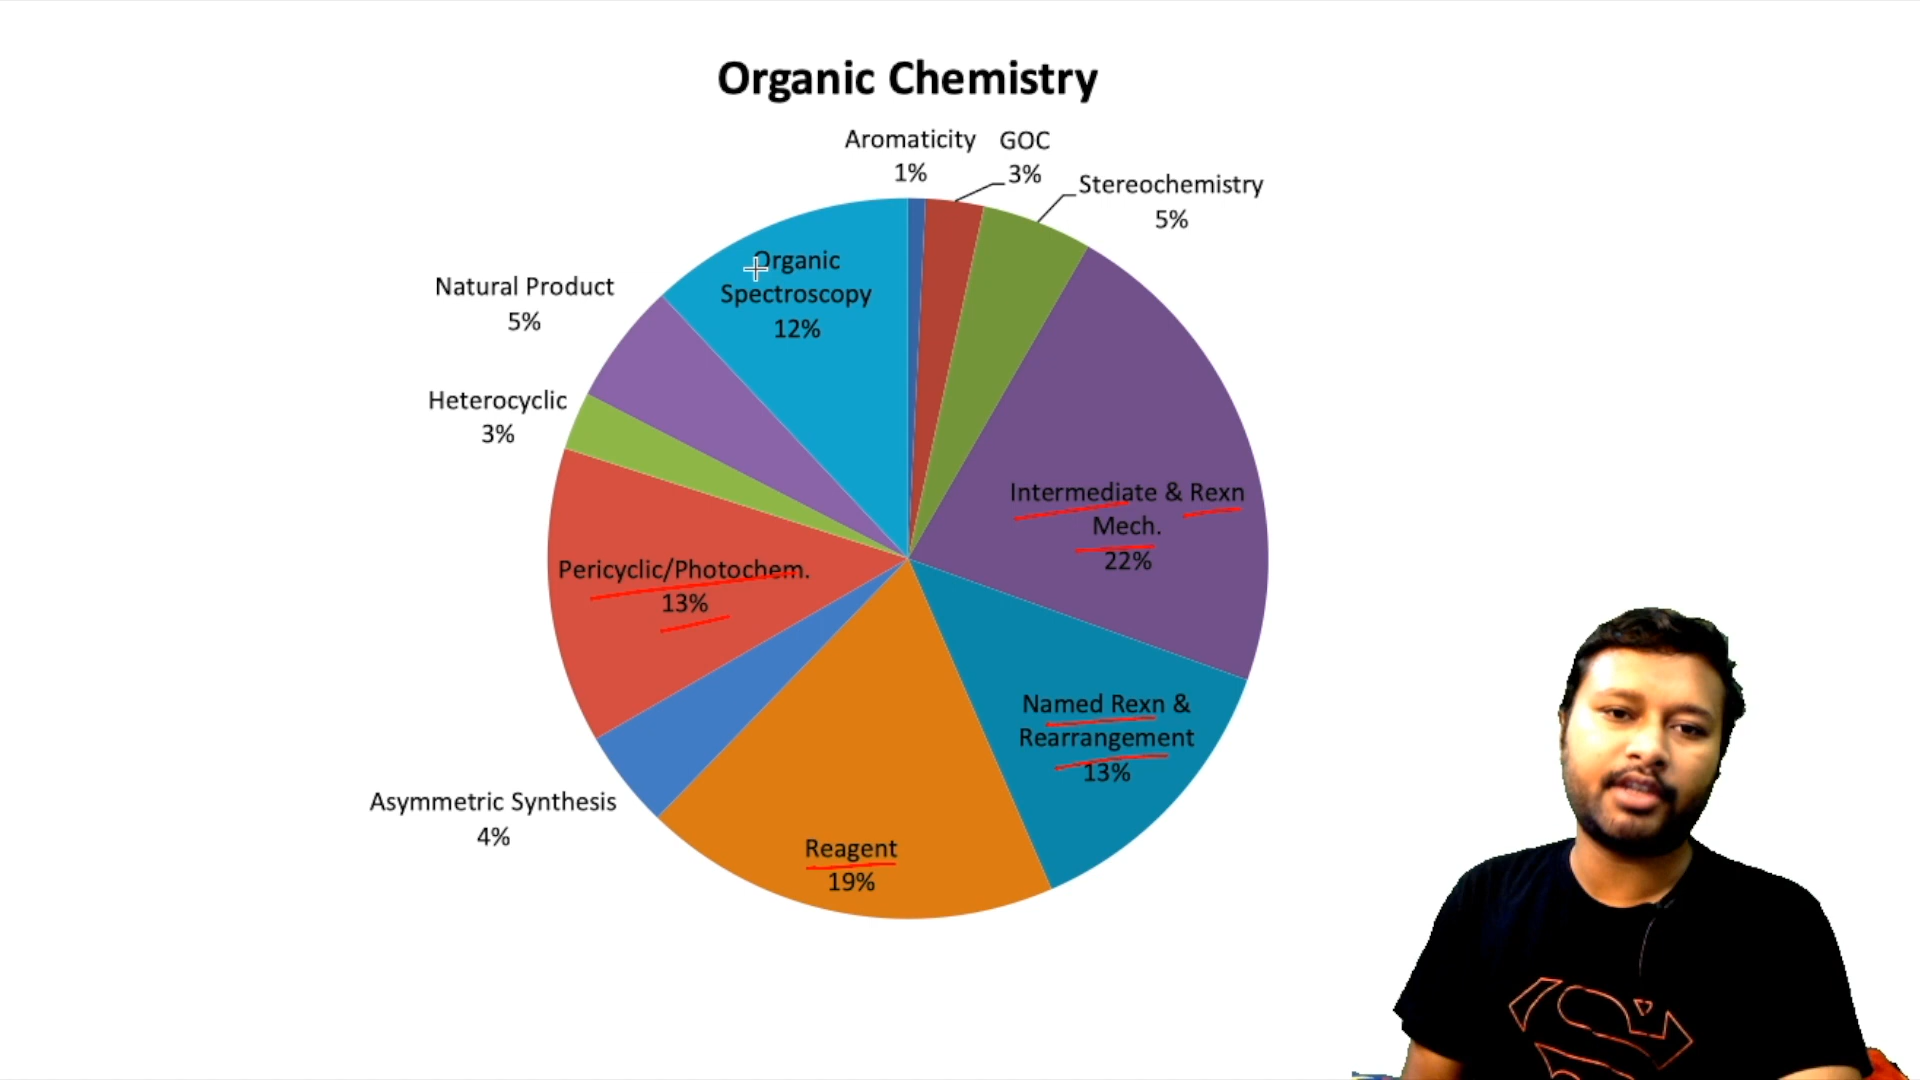 Organic Chemistry
Aromaticity
1%
GOC
3%
Stereochemistry
5%
Intermediate & Rexn
Mech.
22%
Named Rexn &
Rearrangement
13%
Reagent
19%
Asymmetric Synthesis
4%
Pericyclic/Photochem.
13%
Heterocyclic
3%
Natural Product
5%
Organic
Spectroscopy
12%